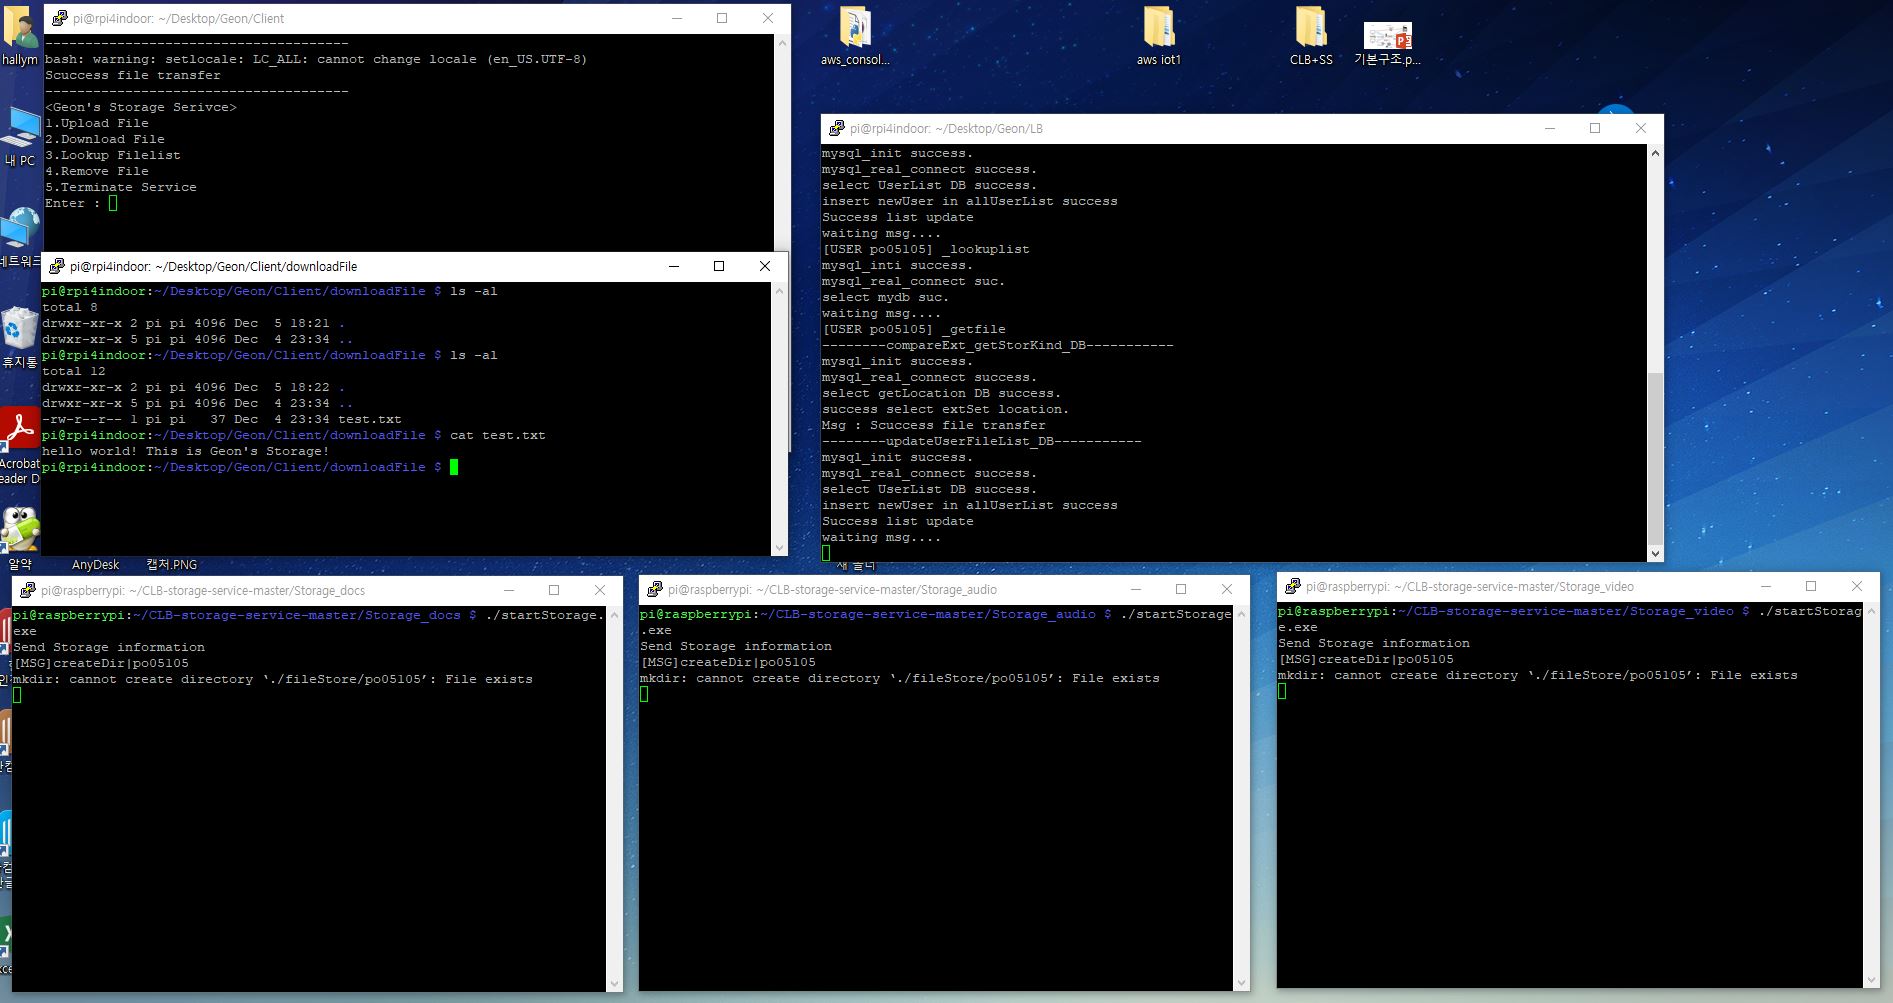 hallym
내 PC
휴지통
알약
AnyDesk
캡처.PNG
aws_consol...
aws iot1
CLB+SS
기본구조.p...
pi@rpi4indoor: ~/Desktop/Geon/Client
--------------------------------------
bash: warning: setlocale: LC_ALL: cannot change locale (en_US.UTF-8)
Scuccess file transfer
--------------------------------------
<Geon's Storage Serivce>
1.Upload File
2.Download File
3.Lookup Filelist
4.Remove File
5.Terminate Service
Enter :
pi@rpi4indoor: ~/Desktop/Geon/Client/downloadFile
pi@rpi4indoor:~/Desktop/Geon/Client/downloadFile $ ls -al
total 8
drwxr-xr-x 2 pi pi 4096 Dec  5 18:21 .
drwxr-xr-x 5 pi pi 4096 Dec  4 23:34 ..
pi@rpi4indoor:~/Desktop/Geon/Client/downloadFile $ ls -al
total 12
drwxr-xr-x 2 pi pi 4096 Dec  5 18:22 .
drwxr-xr-x 5 pi pi 4096 Dec  4 23:34 ..
-rw-r--r-- 1 pi pi   37 Dec  4 23:34 test.txt
pi@rpi4indoor:~/Desktop/Geon/Client/downloadFile $ cat test.txt
hello world! This is Geon's Storage!
pi@rpi4indoor:~/Desktop/Geon/Client/downloadFile $
pi@rpi4indoor: ~/Desktop/Geon/LB
mysql_init success.
mysql_real_connect success.
select UserList DB success.
insert newUser in allUserList success
Success list update
waiting msg....
[USER po05105] _lookuplist
mysql_inti success.
mysql_real_connect suc.
select mydb suc.
waiting msg....
[USER po05105] _getfile
--------compareExt_getStorKind_DB-----------
mysql_init success.
mysql_real_connect success.
select getLocation DB success.
success select extSet location.
Msg : Scuccess file transfer
--------updateUserFileList_DB-----------
mysql_init success.
mysql_real_connect success.
select UserList DB success.
insert newUser in allUserList success
Success list update
waiting msg....
pi@raspberrypi: ~/CLB-storage-service-master/Storage_docs
pi@raspberrypi:~/CLB-storage-service-master/Storage_docs $ ./startStorage.
exe
Send Storage information
[MSG]createDir|po05105
mkdir: cannot create directory ‘./fileStore/po05105’: File exists
pi@raspberrypi: ~/CLB-storage-service-master/Storage_audio
pi@raspberrypi:~/CLB-storage-service-master/Storage_audio $ ./startStorage
.exe
Send Storage information
[MSG]createDir|po05105
mkdir: cannot create directory ‘./fileStore/po05105’: File exists
pi@raspberrypi: ~/CLB-storage-service-master/Storage_video
pi@raspberrypi:~/CLB-storage-service-master/Storage_video $ ./startStorag
e.exe
Send Storage information
[MSG]createDir|po05105
mkdir: cannot create directory ‘./fileStore/po05105’: File exists